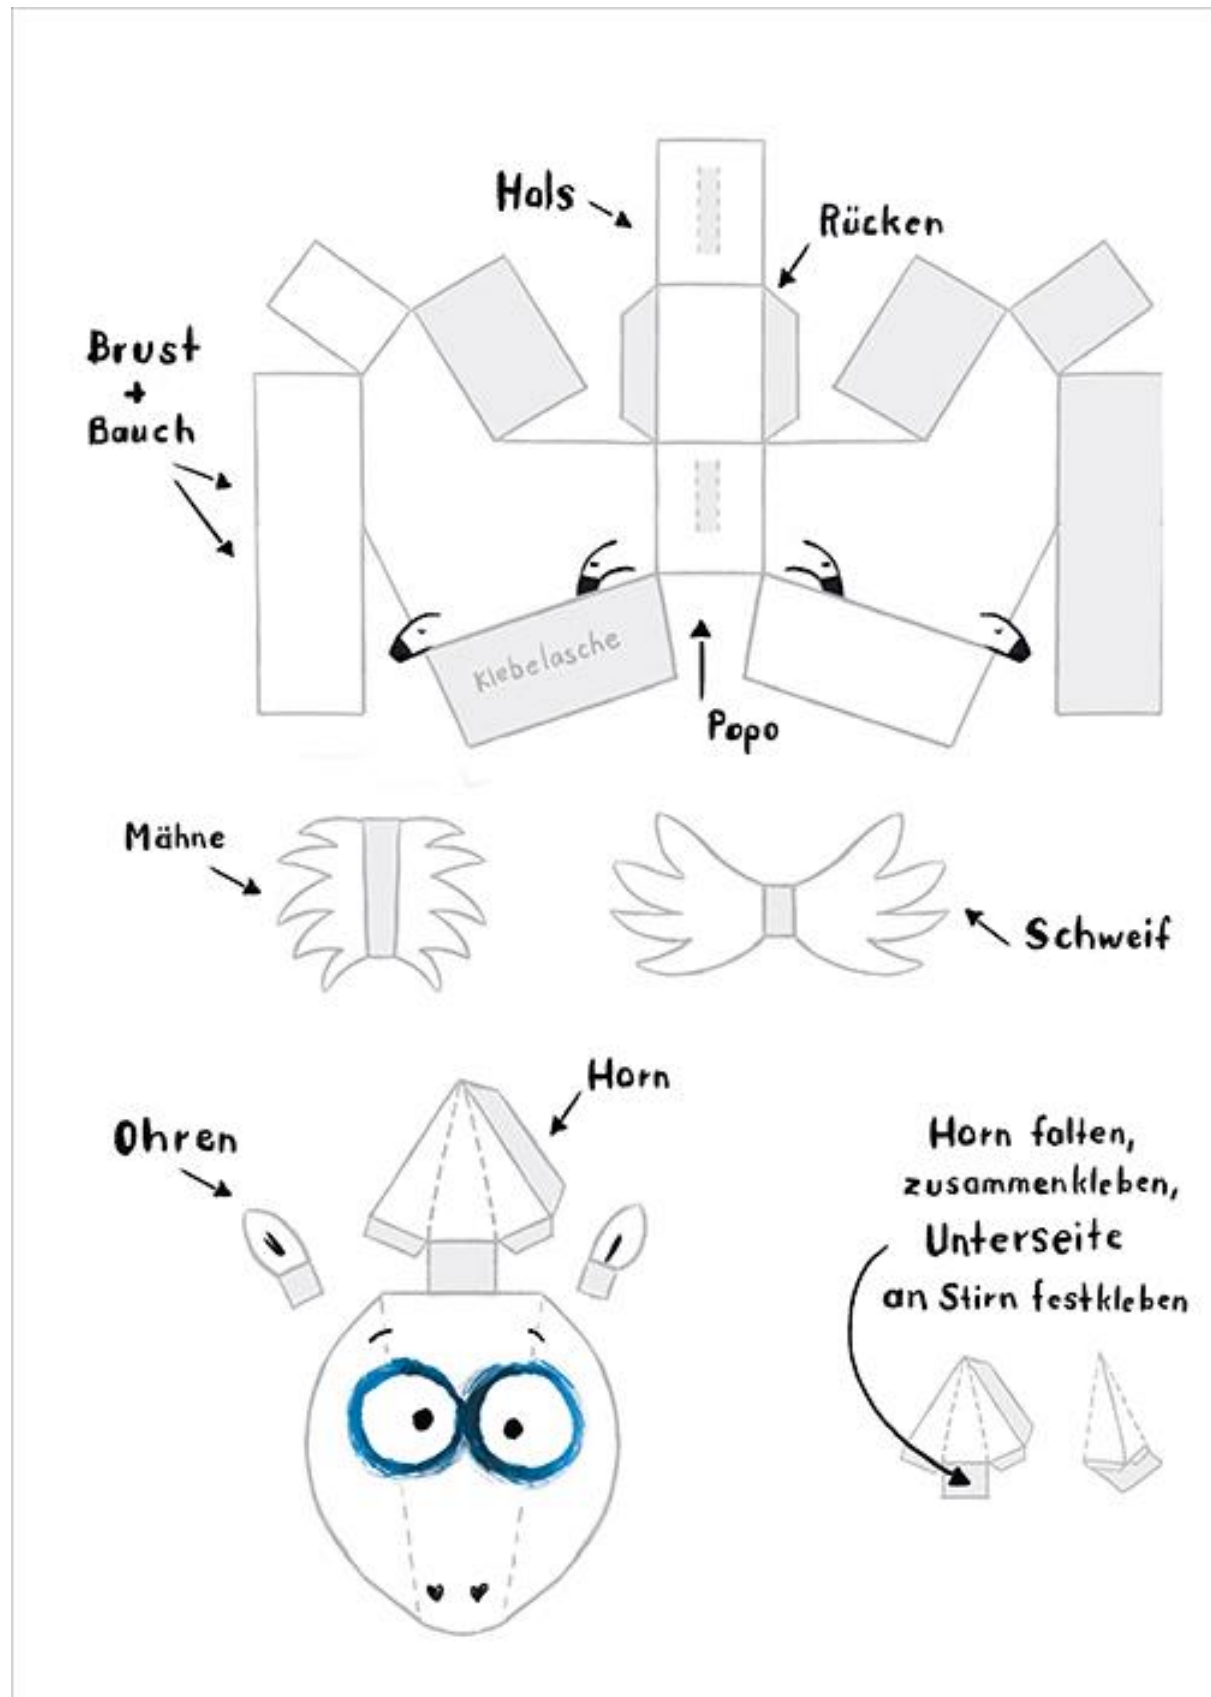 Hals
Rücken
Brust
+
Bauch
Klebelasche
Popo
Mähne
Schweif
Horn
Ohren
Horn falten,
zusammenkleben,
Unterseite
an Stirn festkleben